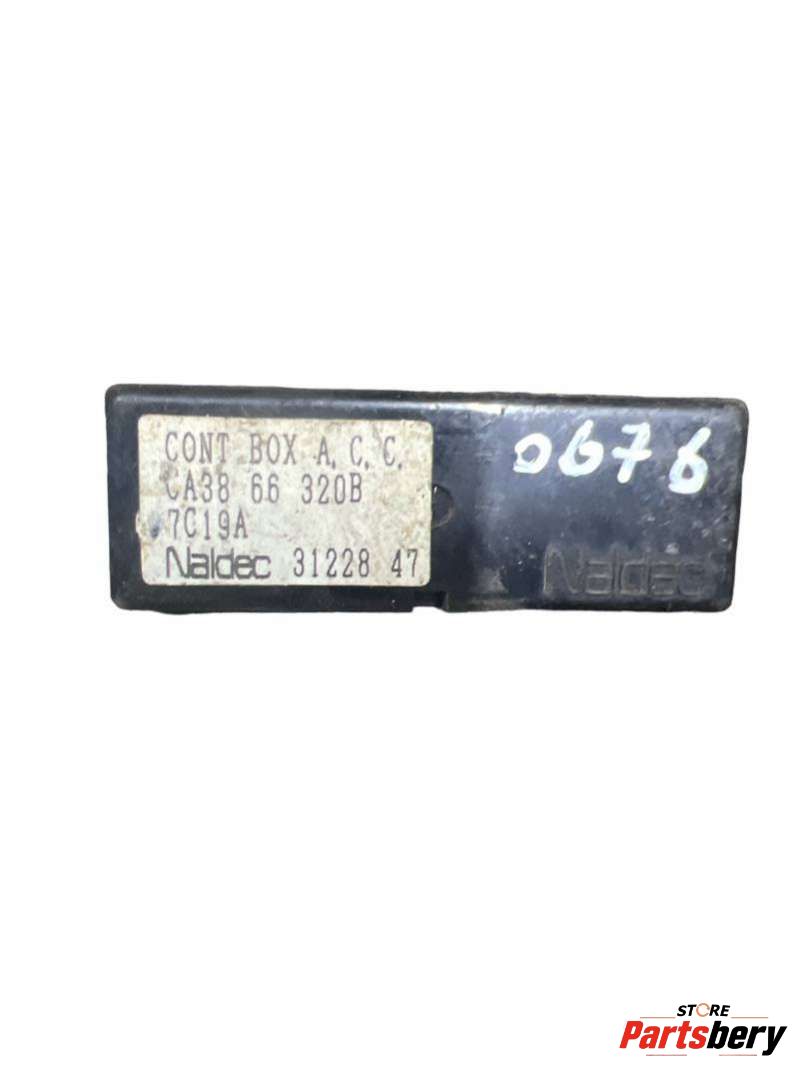 CONT BOX A.C.C.
CA38 66 320B
7C19A
Naldec 31228 47
0676
Naldec
STORE
Partsbery